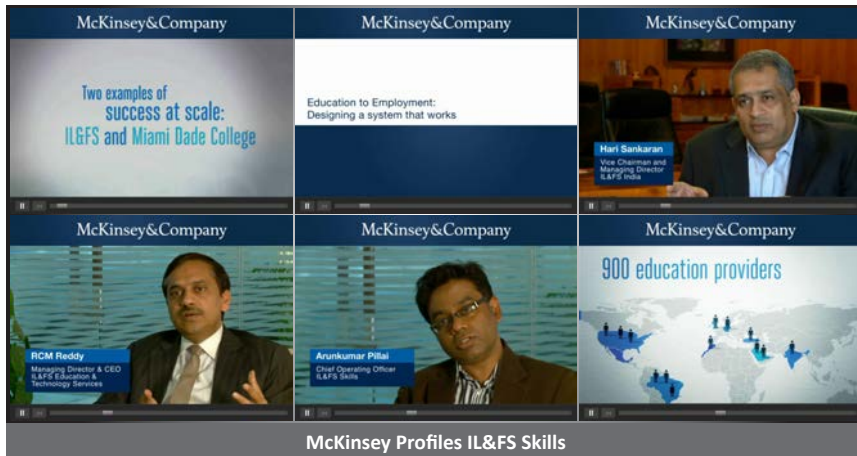 McKinsey&Company
Two examples of
success at scale:
IL&FS and Miami Dade College
McKinsey&Company
Education to Employment:
Designing a system that works
McKinsey&Company
Hari Sankaran
Vice Chairman and
Managing Director
IL&FS India
McKinsey&Company
RCM Reddy
Managing Director & CEO
IL&FS Education &
Technology Services
McKinsey&Company
Arunkumar Pillai
Chief Operating Officer
IL&FS Skills
McKinsey&Company
900 education providers
McKinsey Profiles IL&FS Skills